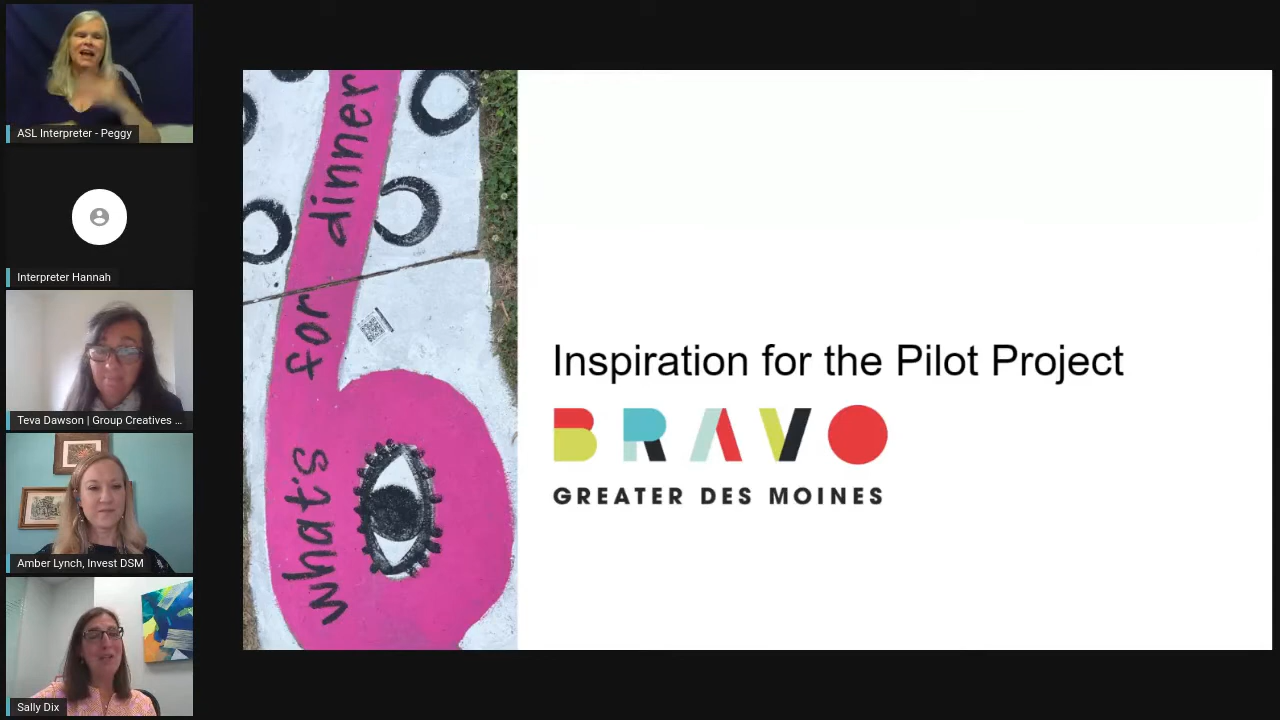 ASL Interpreter - Peggy
Interpreter Hannah
Teva Dawson | Group Creatives ...
Amber Lynch, Invest DSM
Sally Dix
what's for dinner
Inspiration for the Pilot Project
BRAVO
GREATER DES MOINES